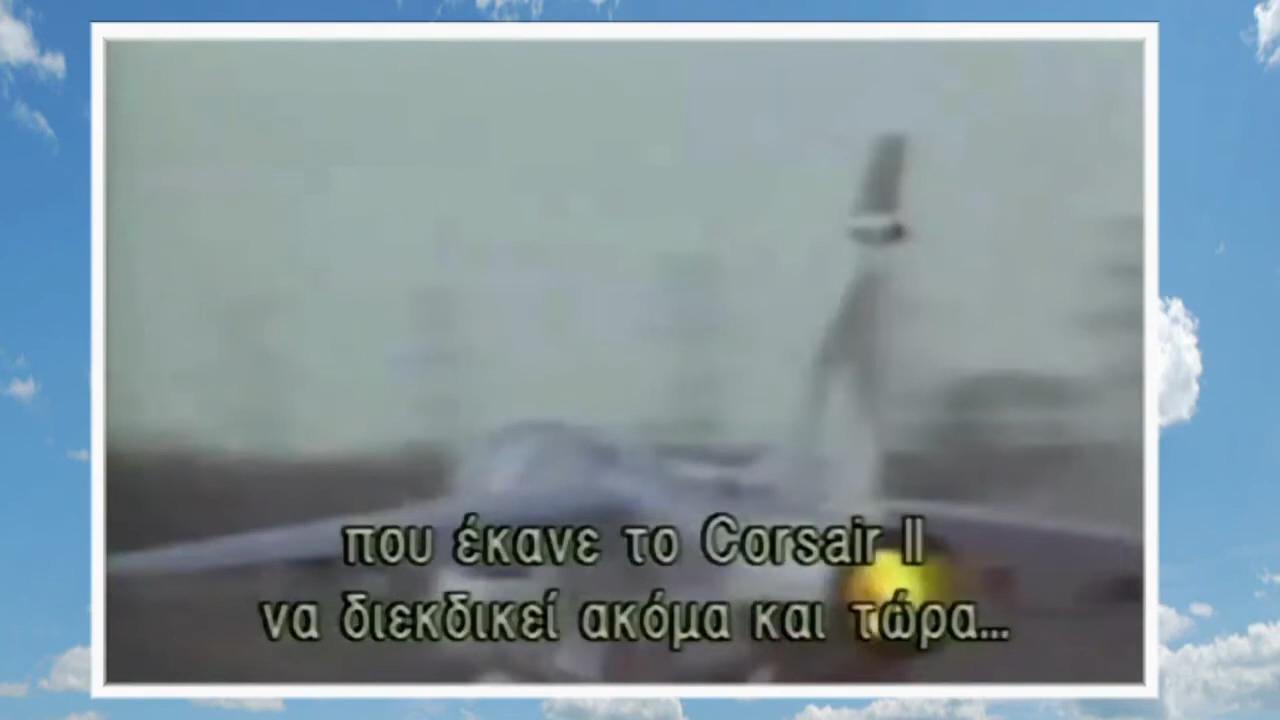 που έκανε το Corsair II
να διεκδικεί ακόμα και τώρα...